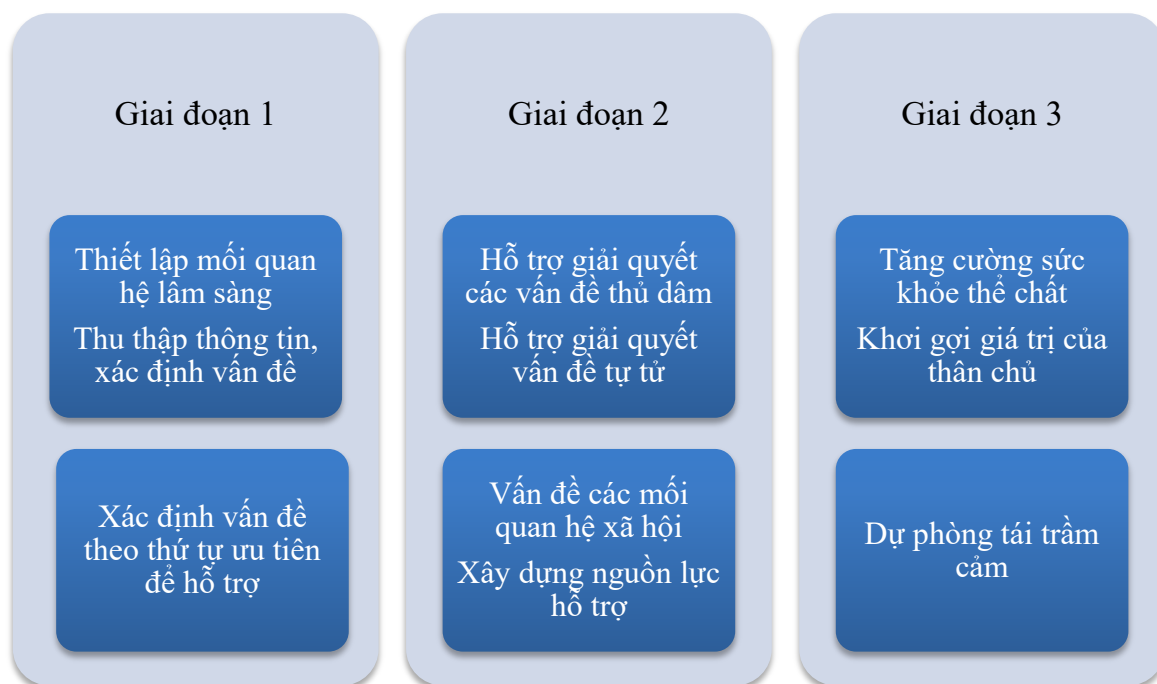 Giai đoạn 1
Thiết lập mối quan
hệ lâm sàng
Thu thập thông tin,
xác định vấn đề
Xác định vấn đề
theo thứ tự ưu tiên
để hỗ trợ
Giai đoạn 2
Hỗ trợ giải quyết
các vấn đề thủ dâm
Hỗ trợ giải quyết
vấn đề tự tử
Vấn đề các mối
quan hệ xã hội
Xây dựng nguồn lực
hỗ trợ
Giai đoạn 3
Tăng cường sức
khỏe thể chất
Khơi gợi giá trị của
thân chủ
Dự phòng tái trầm
cảm